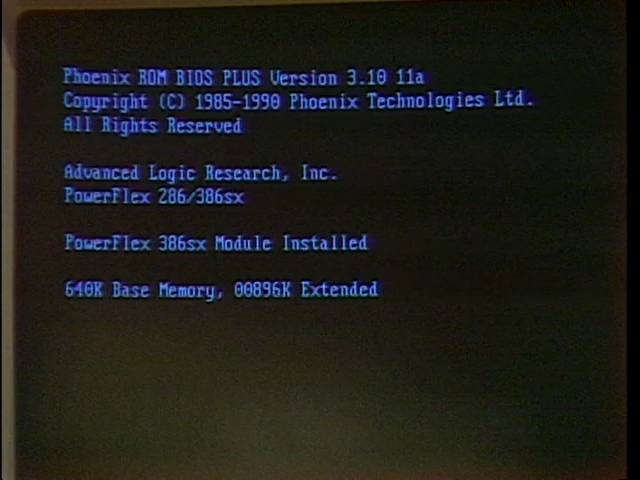 Phoenix ROM BIOS PLUS Version 3.10 11a
Copyright (C) 1985-1990 Phoenix Technologies Ltd.
All Rights Reserved
Advanced Logic Research, Inc.
PowerFlex 286/386sx
PowerFlex 386sx Module Installed
640K Base Memory, 00896K Extended